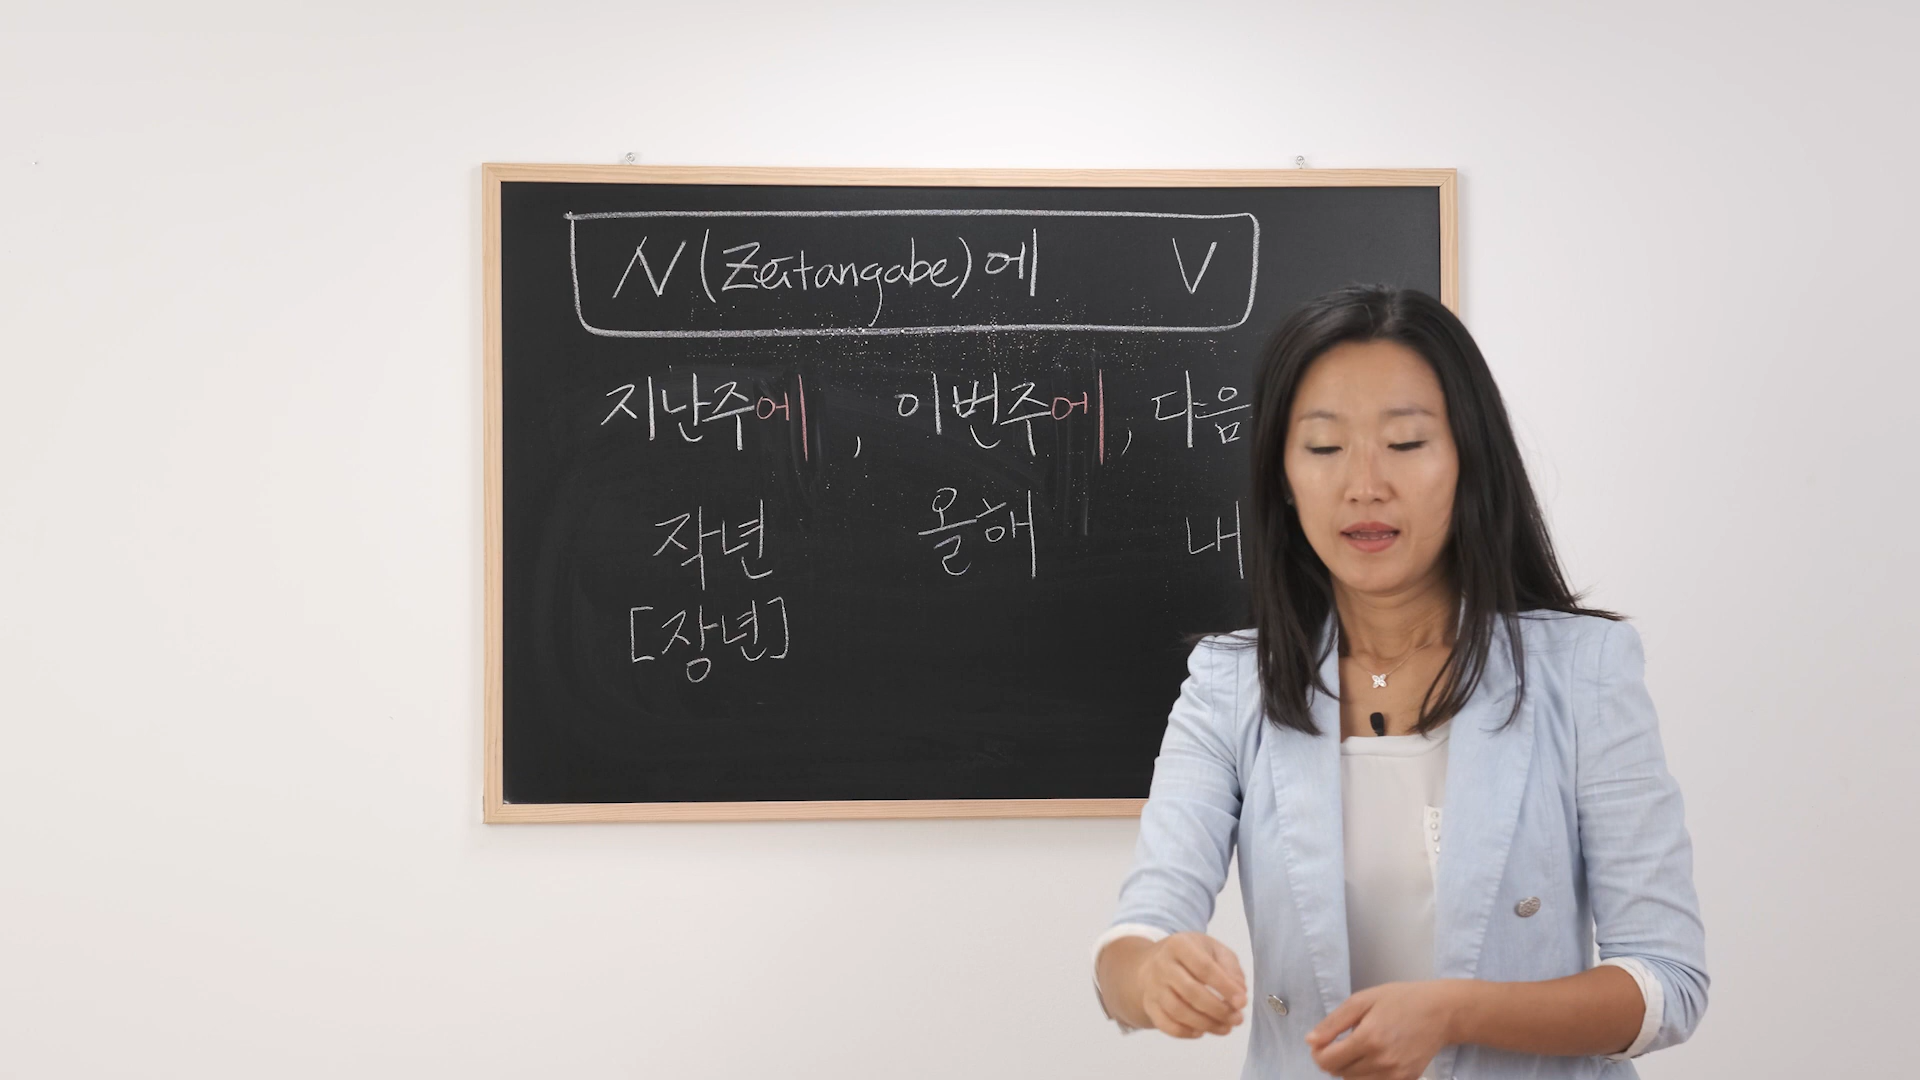 N (Zeitangabe)에 V
지난주에, 이번주에, 다음
작년 올해 내
[장년]